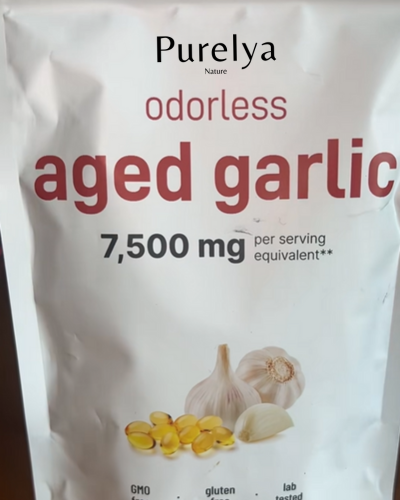 Purelya
Nature
odorless
aged garlic
7,500 mg per serving
equivalent**
GMO · gluten · lab
tested